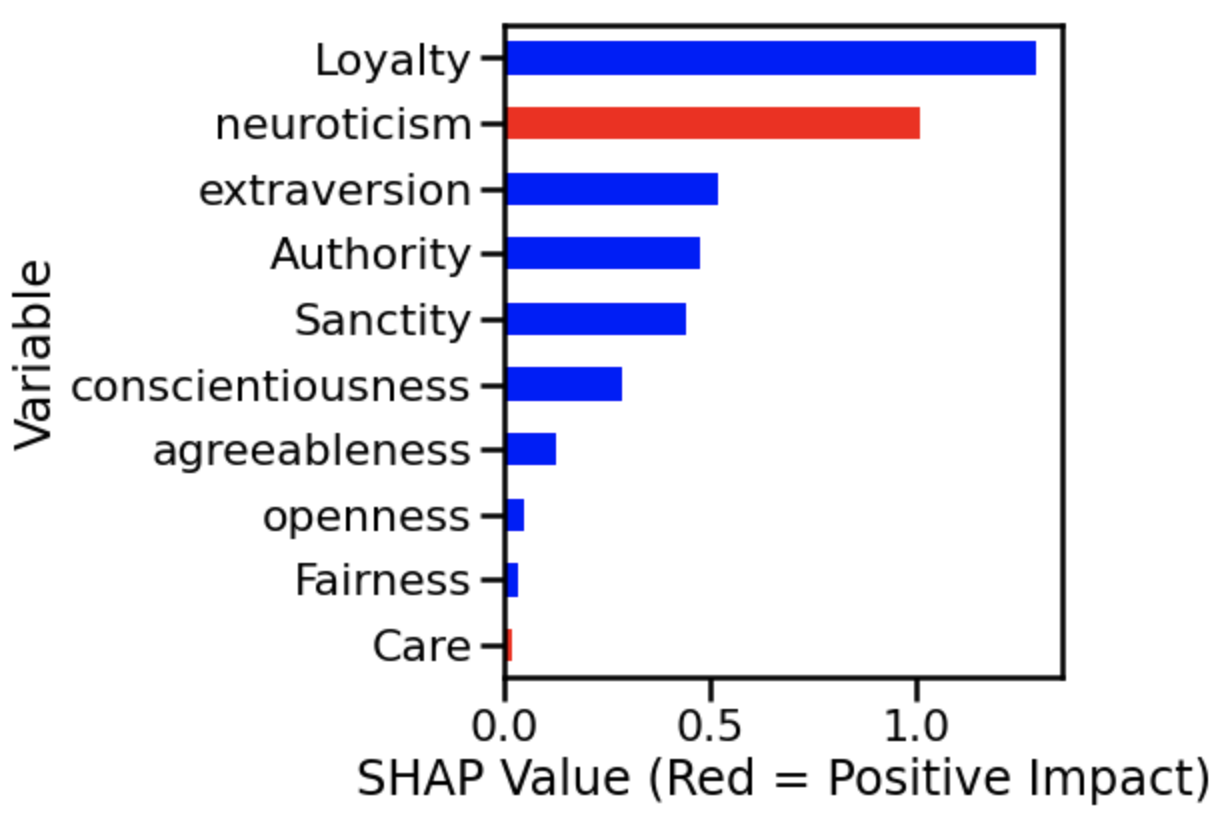 Variable
Loyalty
neuroticism
extraversion
Authority
Sanctity
conscientiousness
agreeableness
openness
Fairness
Care
0.0 0.5 1.0
SHAP Value (Red = Positive Impact)